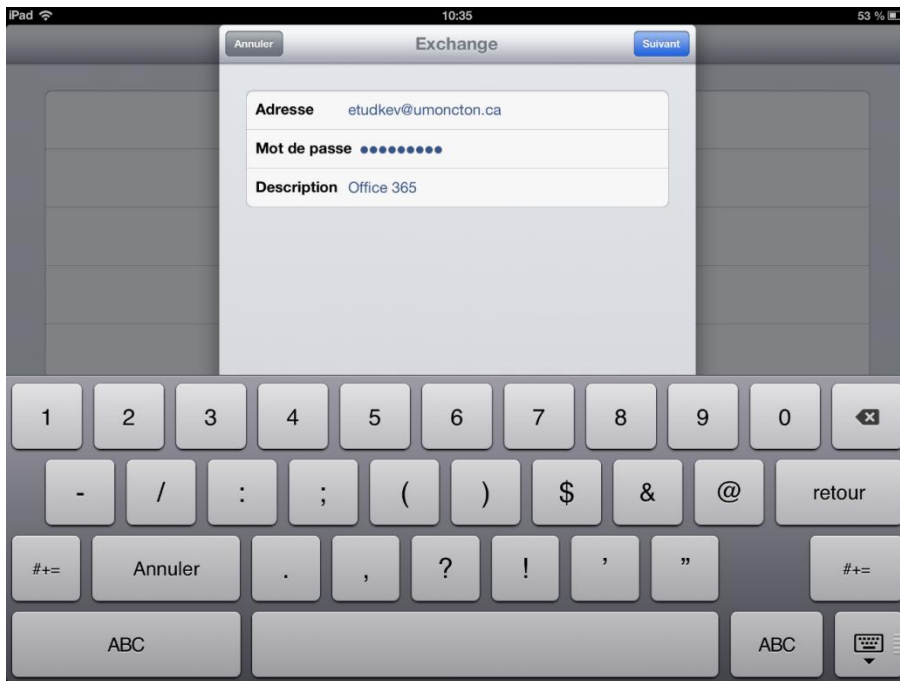 iPad 10:35 53 %
Annuler Exchange Suivant
Adresse etudkev@umoncton.ca
Mot de passe ●●●●●●●●●
Description Office 365
1 2 3 4 5 6 7 8 9 0
- / : ; ( ) $ & @ retour
#+= Annuler . , ? ! ’ ” #+=
ABC ABC